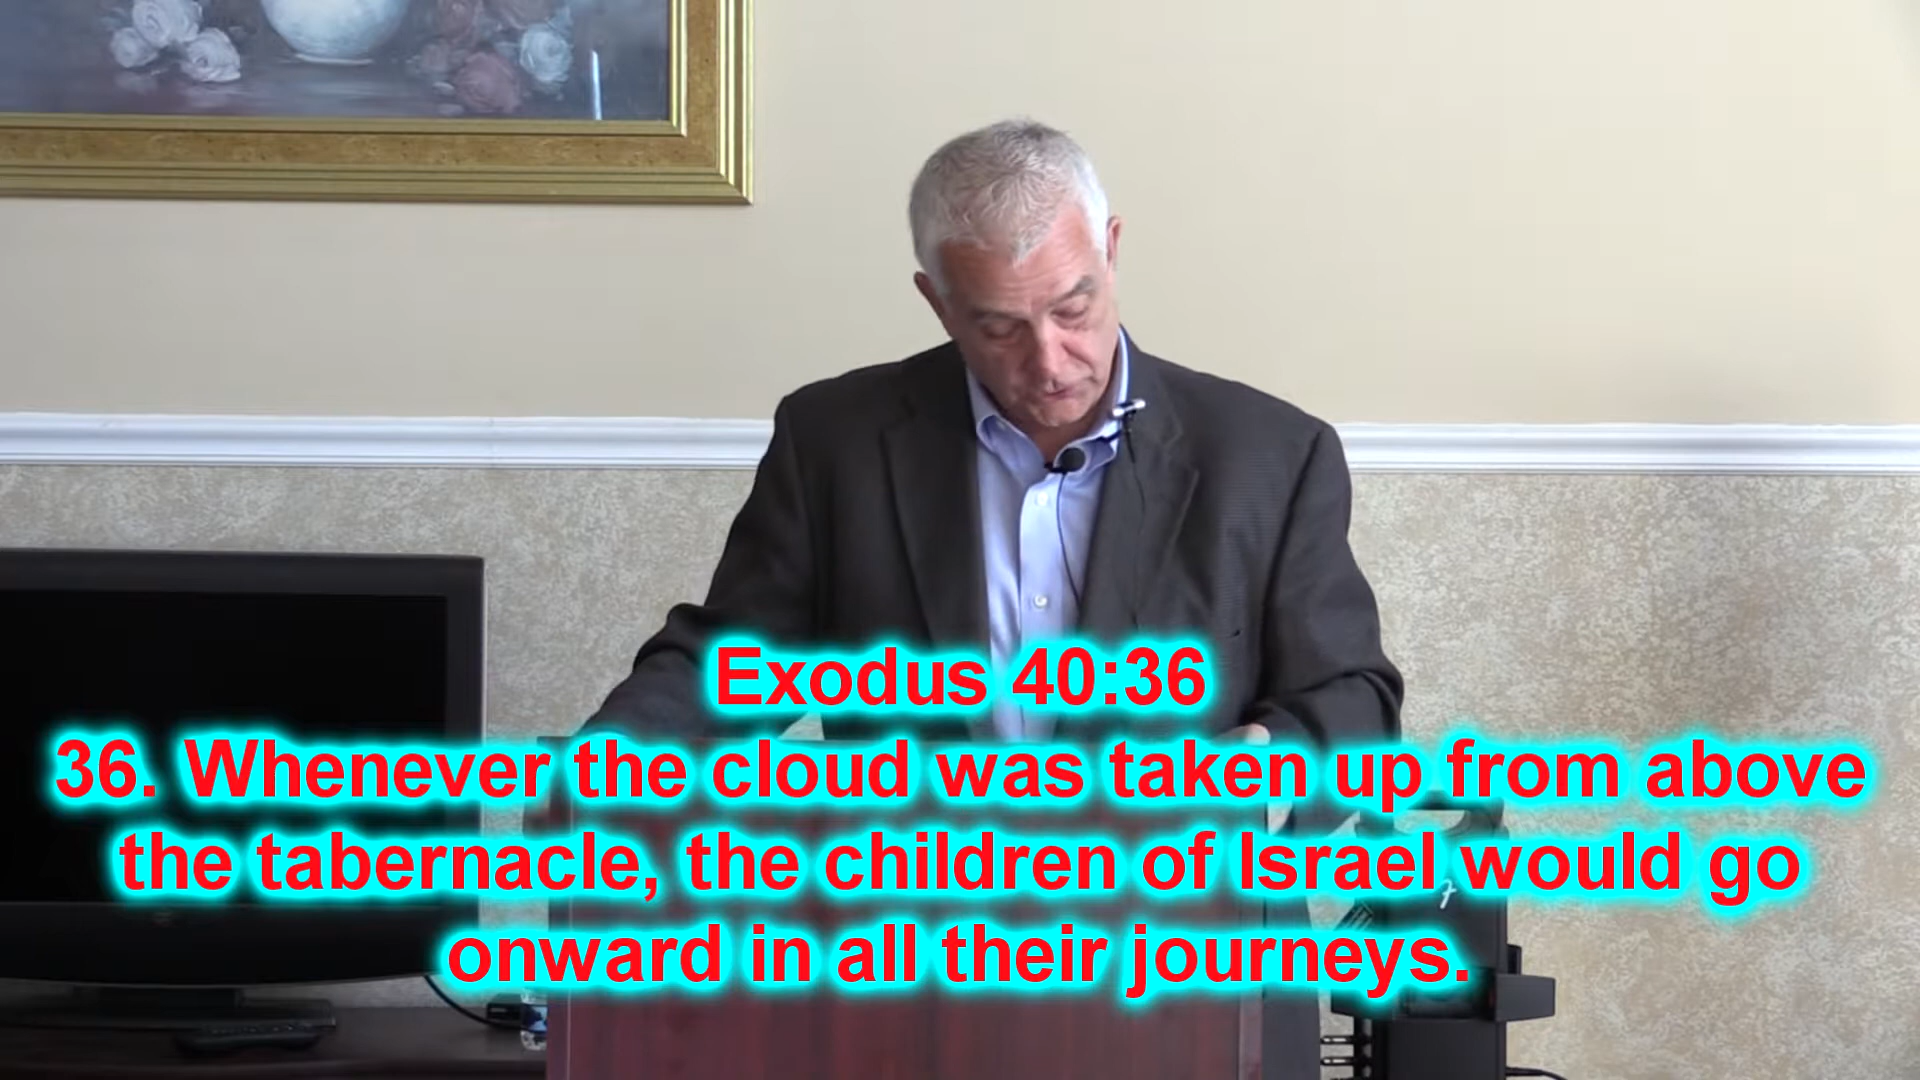 Exodus 40:36
36. Whenever the cloud was taken up from above
the tabernacle, the children of Israel would go
onward in all their journeys.